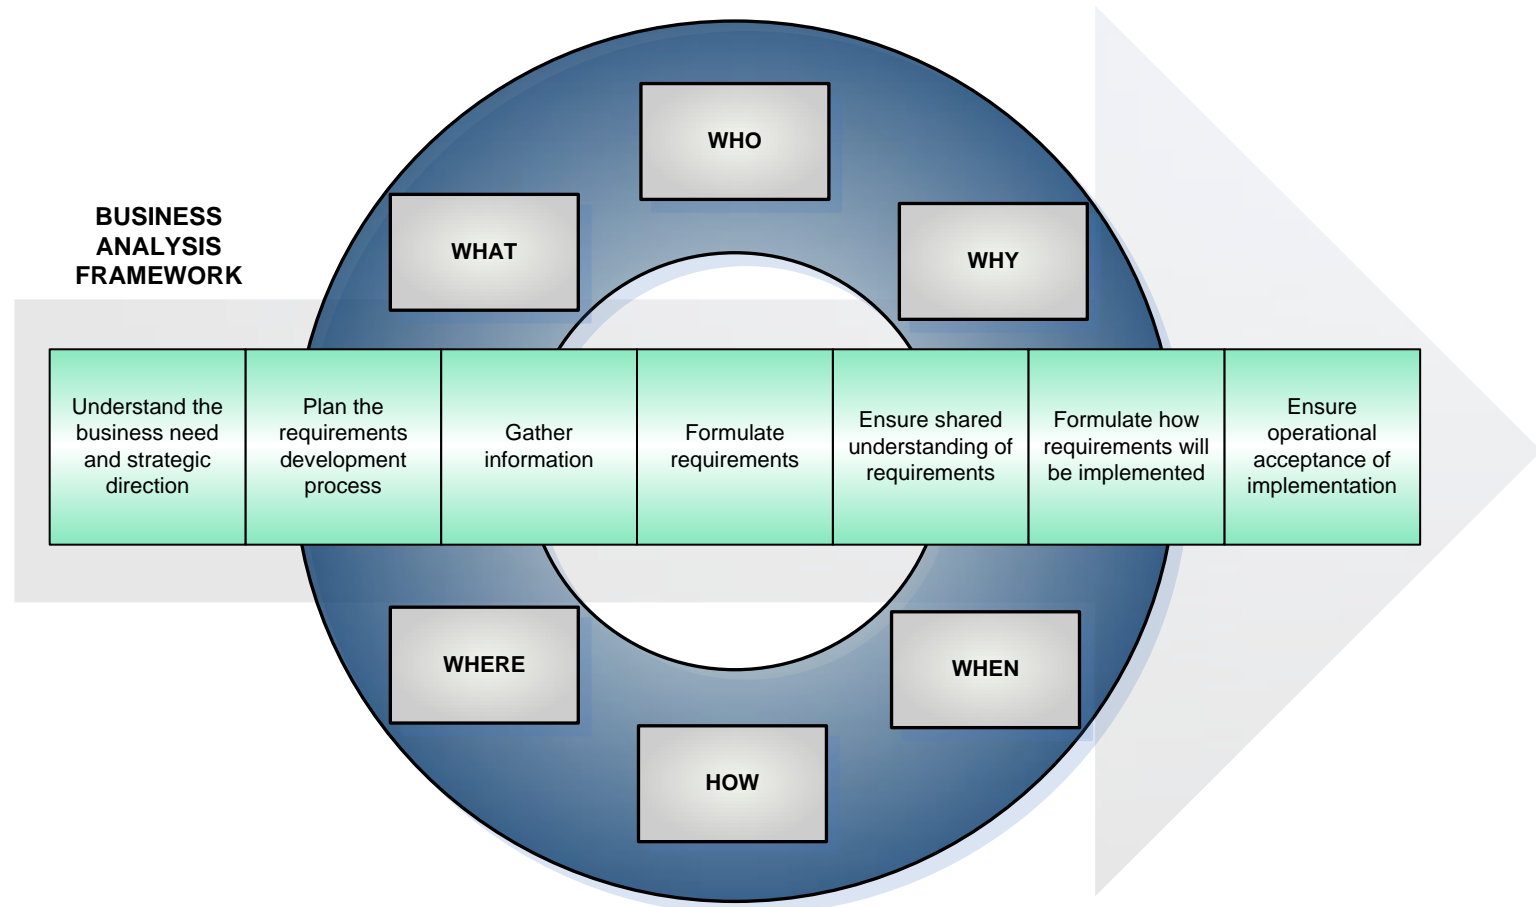 WHO
WHAT
WHY
BUSINESS
ANALYSIS
FRAMEWORK
Understand the
business need
and strategic
direction
Plan the
requirements
development
process
Gather
information
Formulate
requirements
Ensure shared
understanding of
requirements
Formulate how
requirements will
be implemented
Ensure
operational
acceptance of
implementation
WHERE
WHEN
HOW